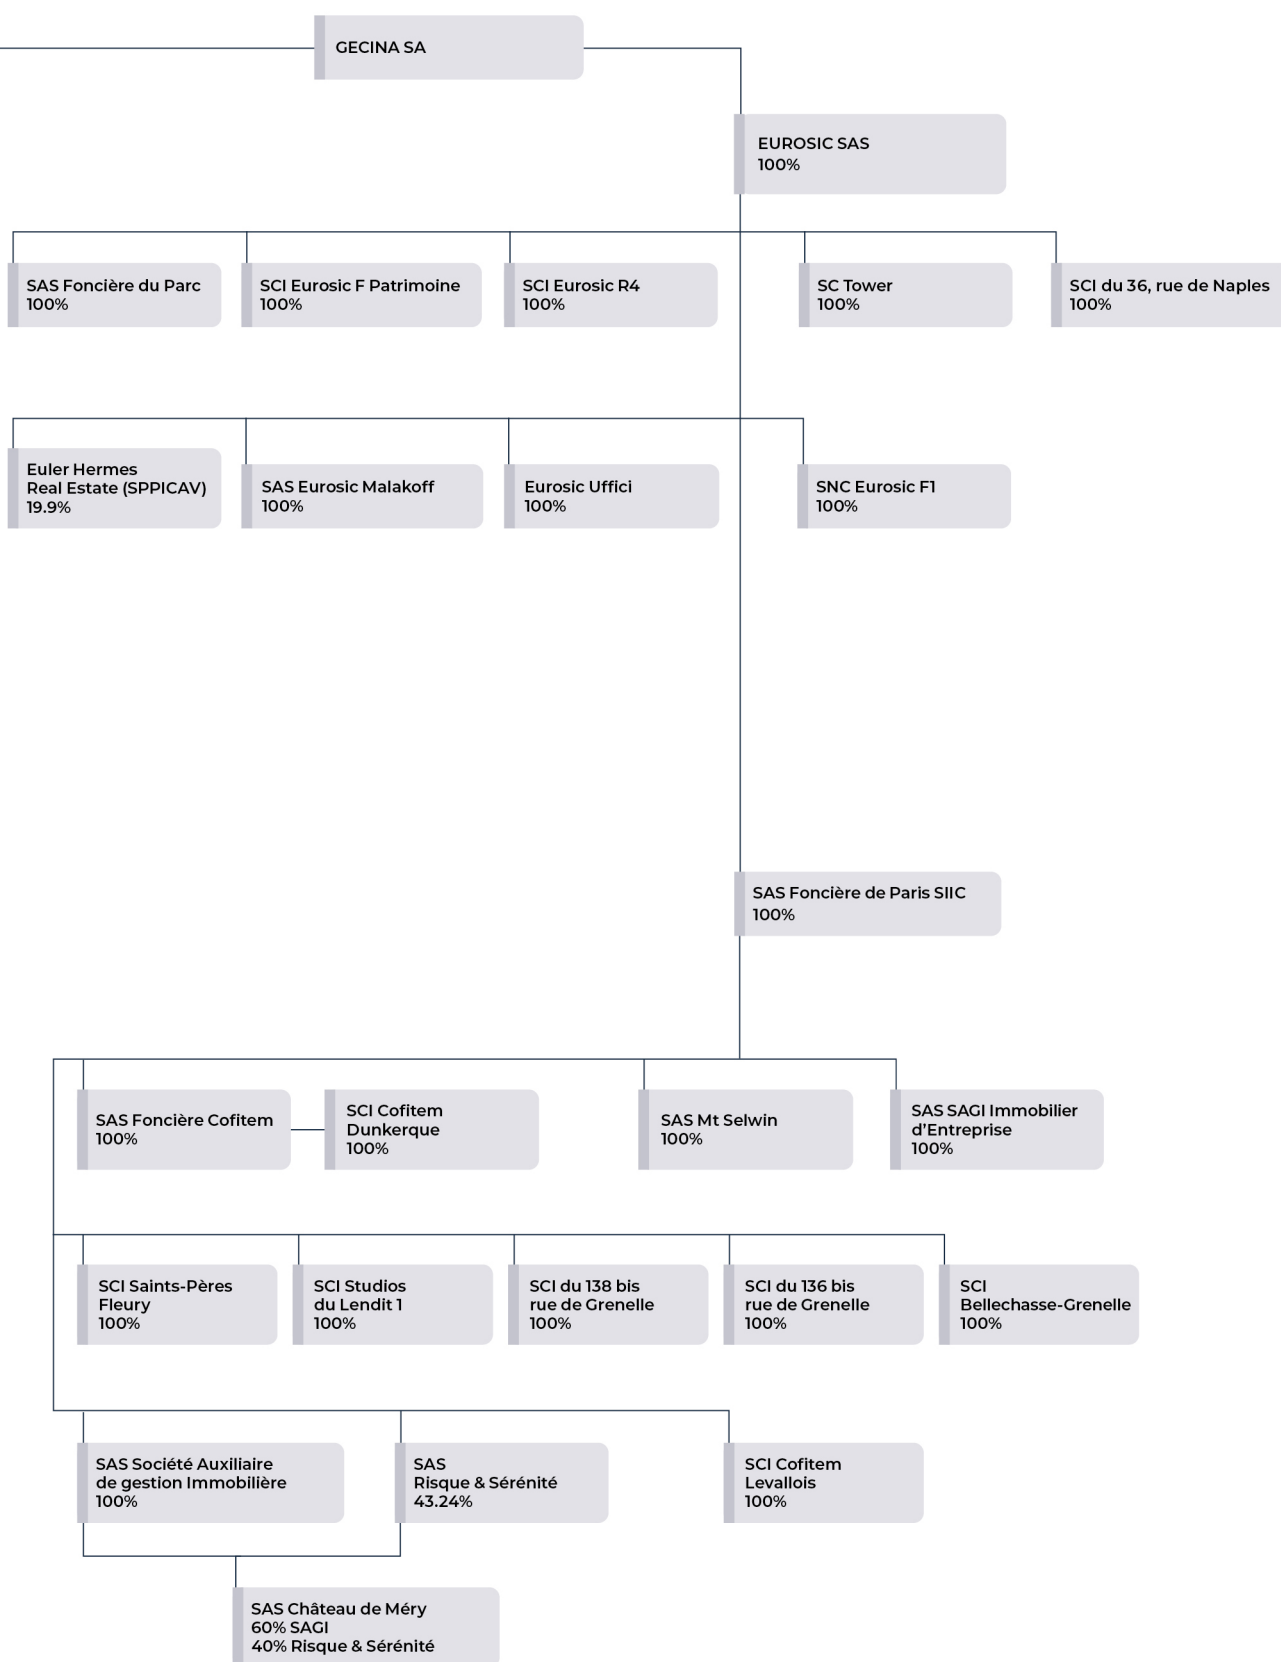 GECINA SA
EUROSIC SAS
100%
SAS Foncière du Parc
100%
SCI Eurosic F Patrimoine
100%
SCI Eurosic R4
100%
SC Tower
100%
SCI du 36, rue de Naples
100%
Euler Hermes
Real Estate (SPPICAV)
19.9%
SAS Eurosic Malakoff
100%
Eurosic Uffici
100%
SNC Eurosic F1
100%
SAS Foncière de Paris SIIC
100%
SAS Foncière Cofitem
100%
SCI Cofitem
Dunkerque
100%
SAS Mt Selwin
100%
SAS SAGI Immobilier
d’Entreprise
100%
SCI Saints-Pères
Fleury
100%
SCI Studios
du Lendit 1
100%
SCI du 138 bis
rue de Grenelle
100%
SCI du 136 bis
rue de Grenelle
100%
SCI
Bellechasse-Grenelle
100%
SAS Société Auxiliaire
de gestion Immobilière
100%
SAS
Risque & Sérénité
43.24%
SCI Cofitem
Levallois
100%
SAS Château de Méry
60% SAGI
40% Risque & Sérénité